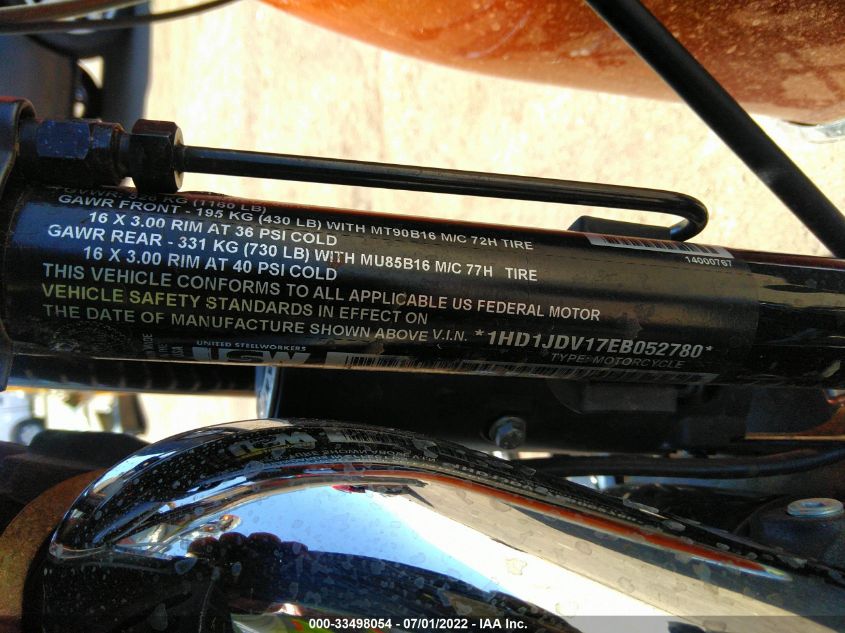 KG (1180 LB)
GAWR FRONT - 195 KG (430 LB) WITH MT90B16 M/C 72H TIRE
16 X 3.00 RIM AT 36 PSI COLD
GAWR REAR - 331 KG (730 LB) WITH MU85B16 M/C 77H TIRE
16 X 3.00 RIM AT 40 PSI COLD
14000767
THIS VEHICLE CONFORMS TO ALL APPLICABLE US FEDERAL MOTOR
VEHICLE SAFETY STANDARDS IN EFFECT ON
THE DATE OF MANUFACTURE SHOWN ABOVE V.I.N. *1HD1JDV17EB052780*
TYPE: MOTORCYCLE
UNITED STEELWORKERS
000-33498054 - 07/01/2022 - IAA Inc.